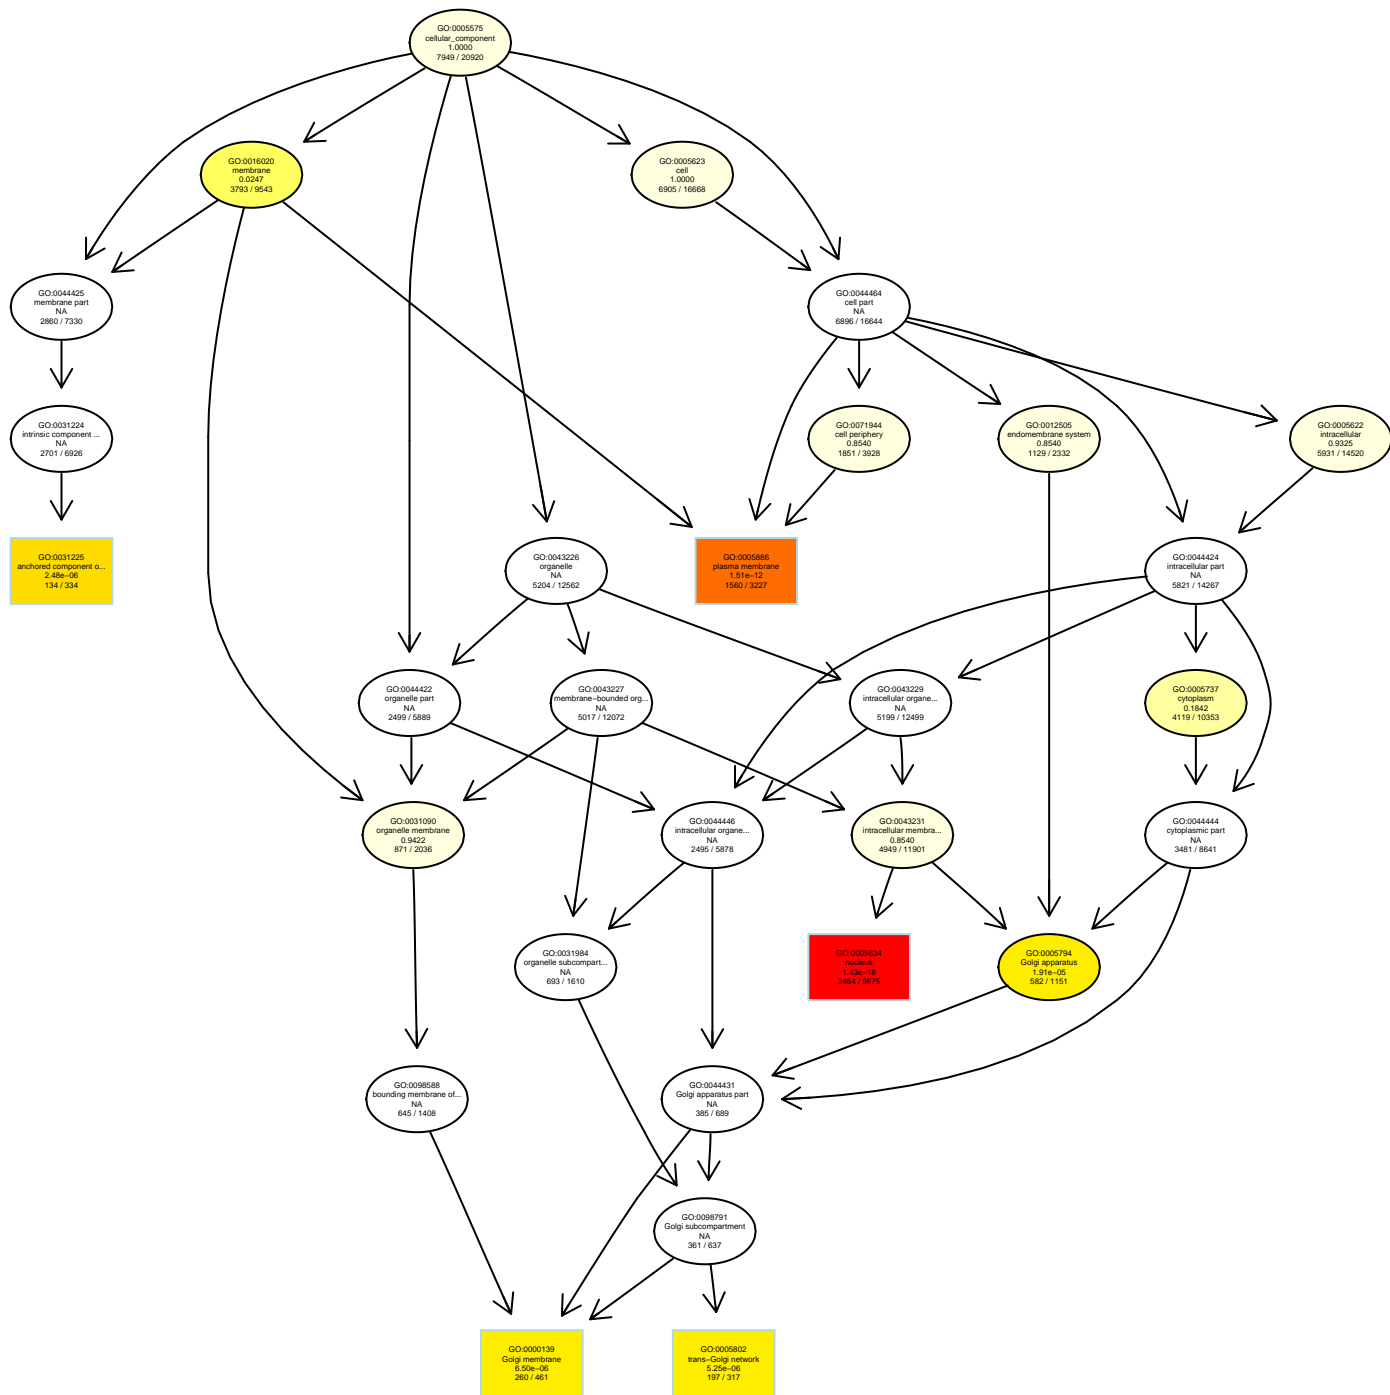 GO:0005575
cellular_component
1.0000
7949 / 20920
GO:0016020
membrane
0.0247
3793 / 9543
GO:0005623
cell
1.0000
6905 / 16668
GO:0044425
membrane part
NA
2860 / 7330
GO:0044464
cell part
NA
6896 / 16644
GO:0031224
intrinsic component ...
NA
2701 / 6926
GO:0071944
cell periphery
0.8540
1851 / 3928
GO:0012505
endomembrane system
0.8540
1129 / 2332
GO:0005622
intracellular
0.9325
5931 / 14520
GO:0031225
anchored component o...
2.48e−06
134 / 334
GO:0043226
organelle
NA
5204 / 12562
GO:0005886
plasma membrane
1.51e−12
1560 / 3227
GO:0044424
intracellular part
NA
5821 / 14267
GO:0044422
organelle part
NA
2499 / 5889
GO:0043227
membrane−bounded org...
NA
5017 / 12072
GO:0043229
intracellular organe...
NA
5199 / 12499
GO:0005737
cytoplasm
0.1842
4119 / 10353
GO:0031090
organelle membrane
0.9422
871 / 2036
GO:0044446
intracellular organe...
NA
2495 / 5878
GO:0043231
intracellular membra...
0.8540
4949 / 11901
GO:0044444
cytoplasmic part
NA
3481 / 8641
GO:0031984
organelle subcompart...
NA
693 / 1610
GO:0005634
nucleus
1.43e−18
2464 / 5675
GO:0005794
Golgi apparatus
1.91e−05
582 / 1151
GO:0098588
bounding membrane of...
NA
645 / 1408
GO:0044431
Golgi apparatus part
NA
385 / 689
GO:0098791
Golgi subcompartment
NA
361 / 637
GO:0000139
Golgi membrane
6.50e−06
260 / 461
GO:0005802
trans−Golgi network
5.25e−06
197 / 317